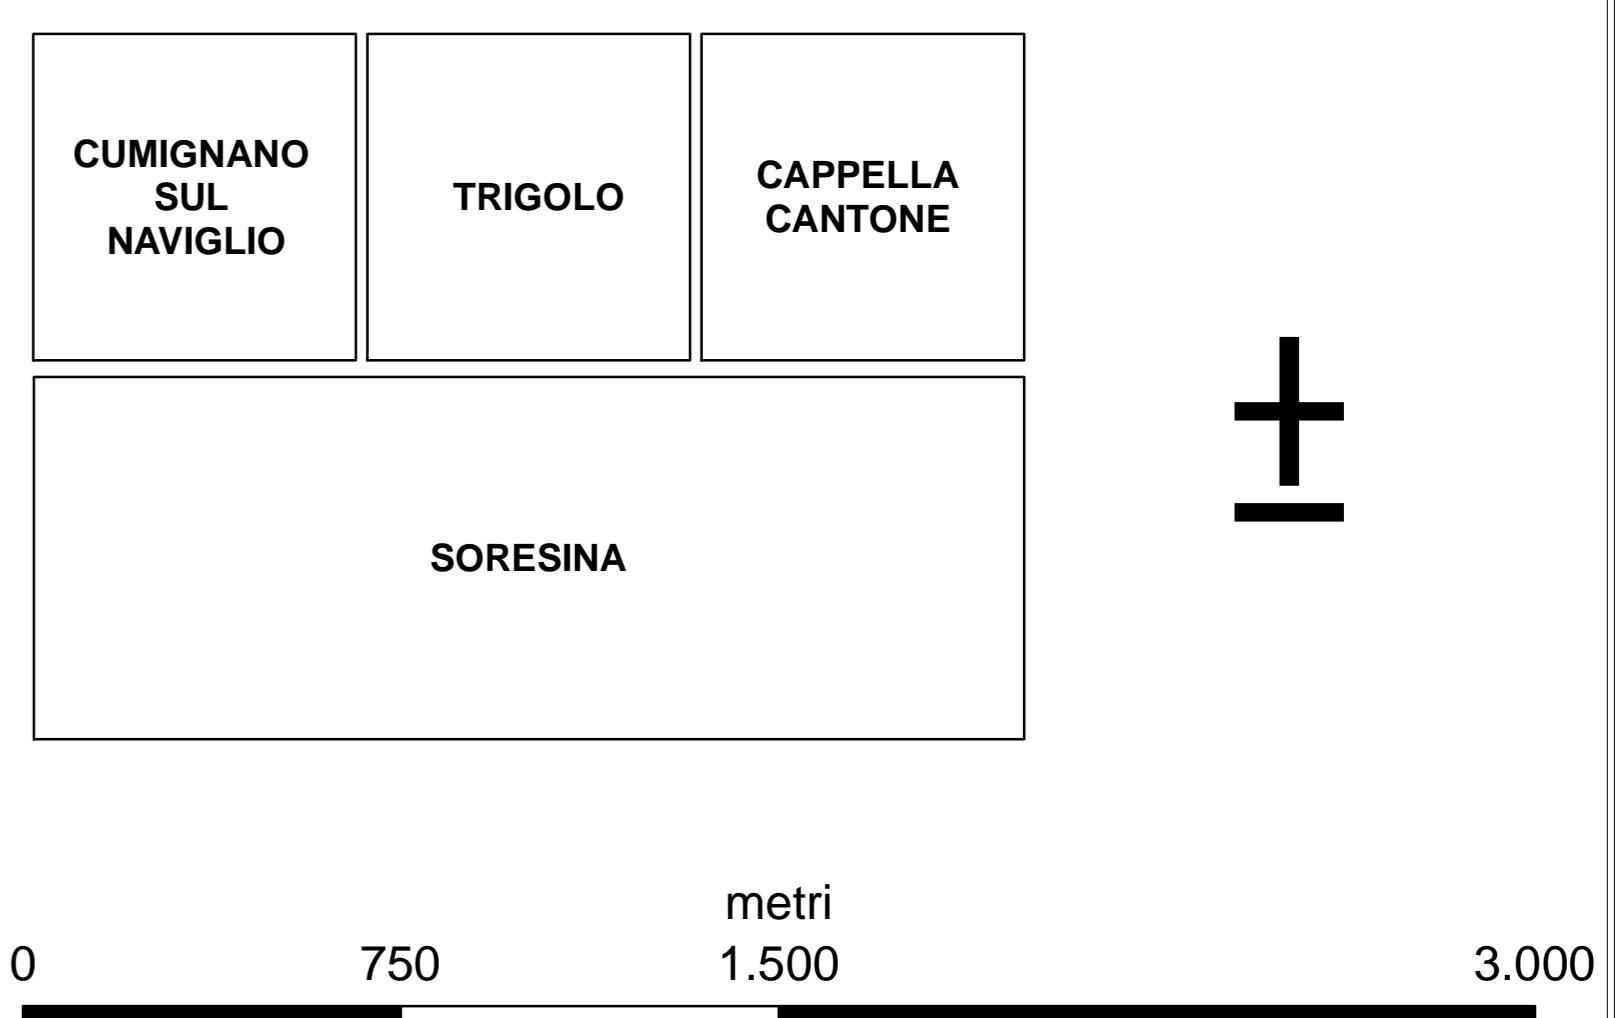 CUMIGNANO
SUL
NAVIGLIO
TRIGOLO
CAPPELLA
CANTONE
±
SORESINA
metri
0 750 1.500 3.000